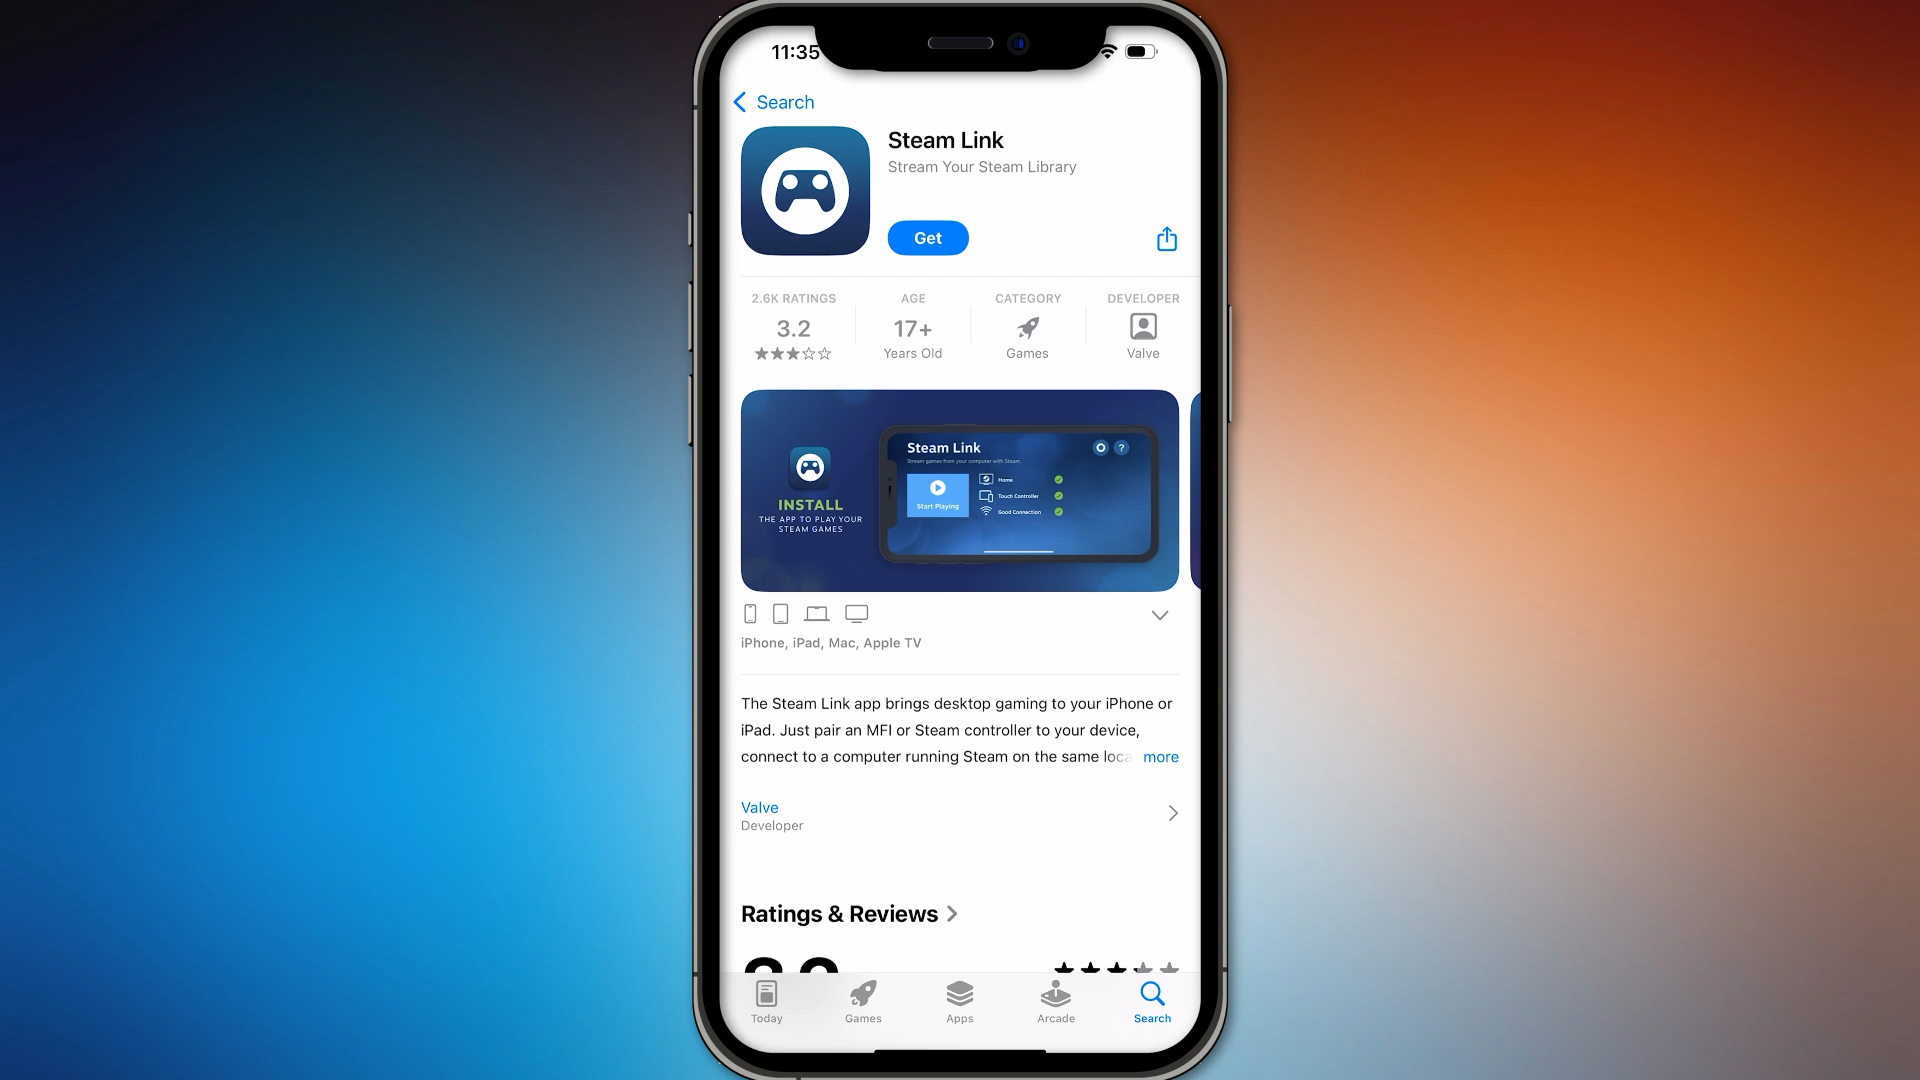 11:35
Search
Steam Link
Stream Your Steam Library
Get
2.6K RATINGS
3.2
AGE
17+
Years Old
CATEGORY
Games
DEVELOPER
Valve
INSTALL
THE APP TO PLAY YOUR
STEAM GAMES
Steam Link
Stream games from your computer with Steam
?
Start Playing
Home
Touch Controller
Good Connection
iPhone, iPad, Mac, Apple TV
The Steam Link app brings desktop gaming to your iPhone or
iPad. Just pair an MFI or Steam controller to your device,
connect to a computer running Steam on the same loca more
Valve
Developer
Ratings & Reviews
Today
Games
Apps
Arcade
Search